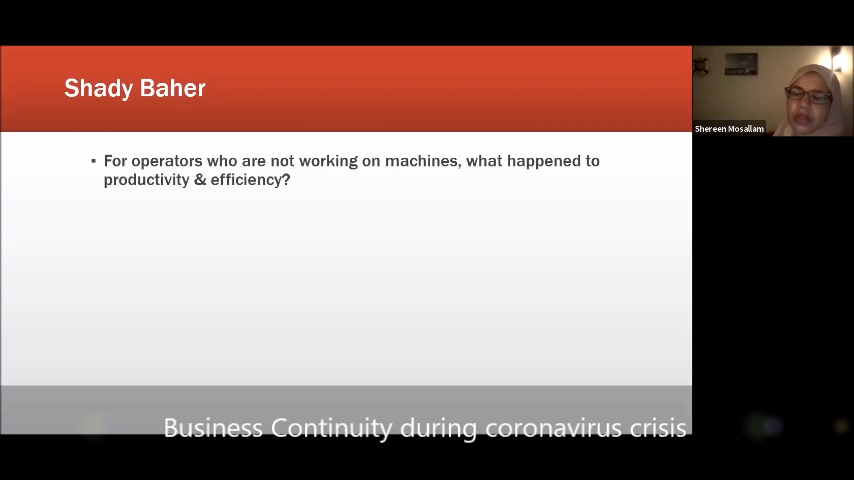 Shady Baher
▪ For operators who are not working on machines, what happened to
productivity & efficiency?
Shereen Mosallam
Business Continuity during coronavirus crisis